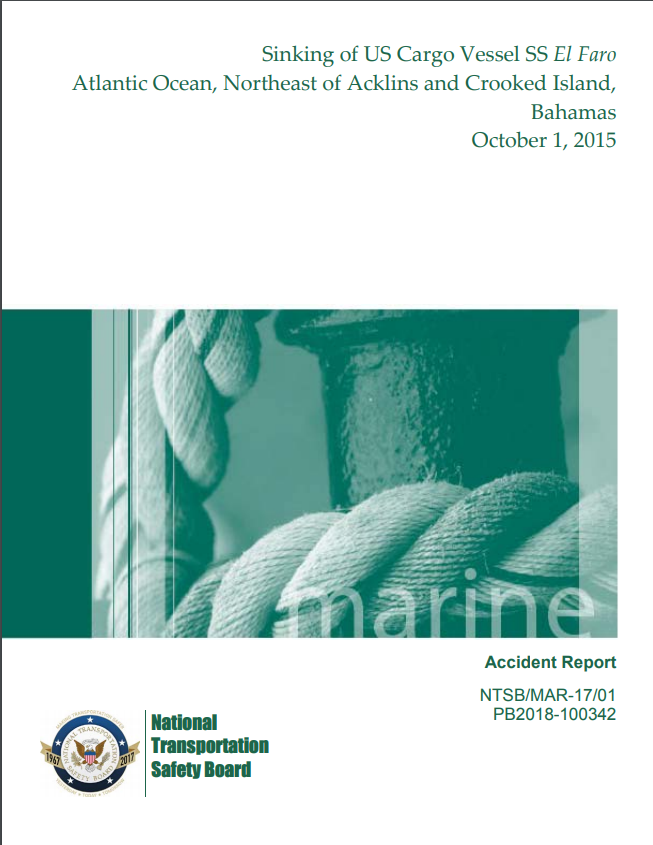 Sinking of US Cargo Vessel SS El Faro
Atlantic Ocean, Northeast of Acklins and Crooked Island,
Bahamas
October 1, 2015
marine
Accident Report
NTSB/MAR-17/01
PB2018-100342
NATIONAL TRANSPORTATION
SAFETY BOARD
1967
2017
National
Transportation
Safety Board